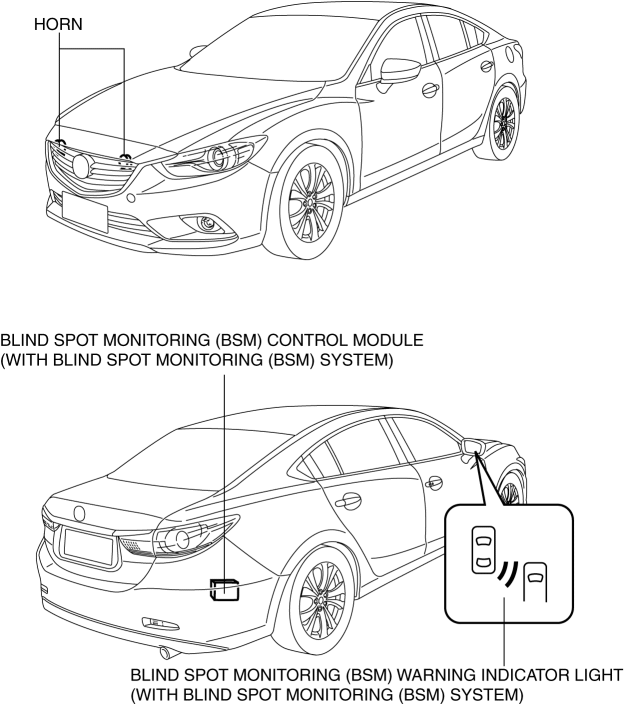 HORN
BLIND SPOT MONITORING (BSM) CONTROL MODULE
(WITH BLIND SPOT MONITORING (BSM) SYSTEM)
BLIND SPOT MONITORING (BSM) WARNING INDICATOR LIGHT
(WITH BLIND SPOT MONITORING (BSM) SYSTEM)